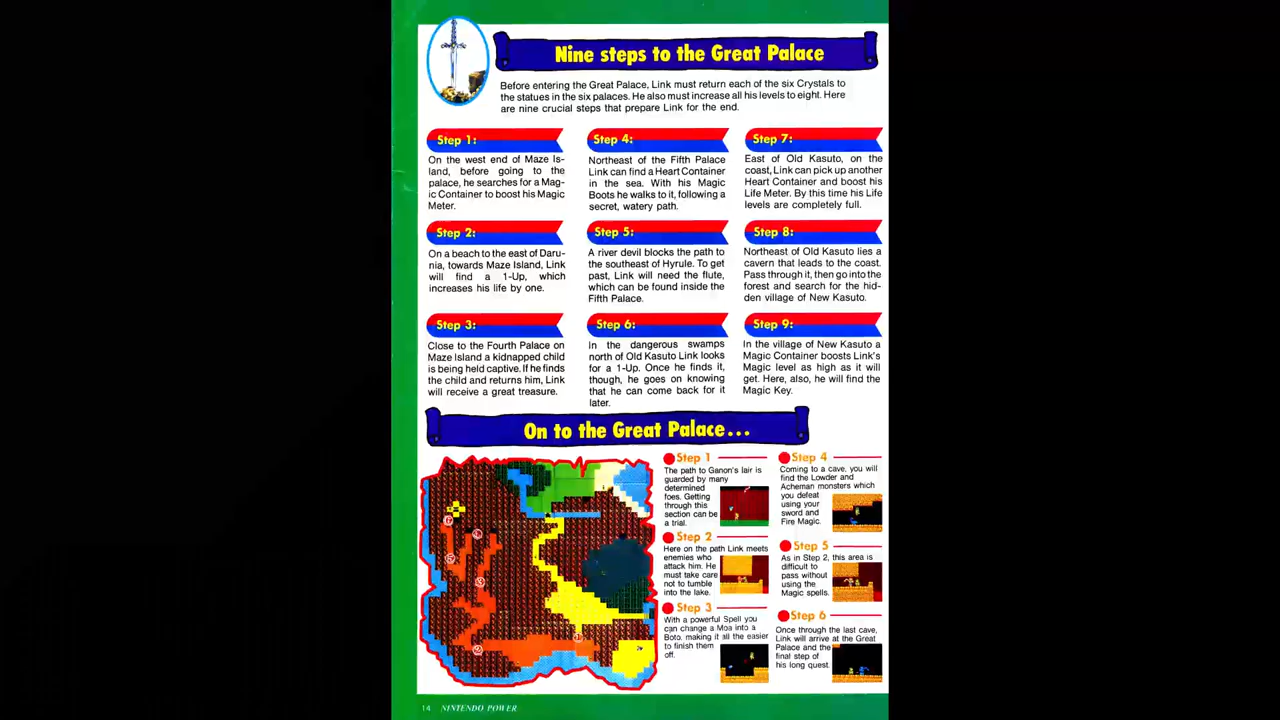 Nine steps to the Great Palace
Before entering the Great Palace, Link must return each of the six Crystals to
the statues in the six palaces. He also must increase all his levels to eight. Here
are nine crucial steps that prepare Link for the end.
Step 1:
On the west end of Maze Is-
land, before going to the
palace, he searches for a Mag-
ic Container to boost his Magic
Meter.
Step 2:
On a beach to the east of Daru-
nia, towards Maze Island, Link
will find a 1-Up, which
increases his life by one.
Step 3:
Close to the Fourth Palace on
Maze Island a kidnapped child
is being held captive. If he finds
the child and returns him, Link
will receive a great treasure.
Step 4:
Northeast of the Fifth Palace
Link can find a Heart Container
in the sea. With his Magic
Boots he walks to it, following a
secret, watery path.
Step 5:
A river devil blocks the path to
the southeast of Hyrule. To get
past, Link will need the flute,
which can be found inside the
Fifth Palace.
Step 6:
In the dangerous swamps
north of Old Kasuto Link looks
for a 1-Up. Once he finds it,
though, he goes on knowing
that he can come back for it
later.
Step 7:
East of Old Kasuto, on the
coast, Link can pick up another
Heart Container and boost his
Life Meter. By this time his Life
levels are completely full.
Step 8:
Northeast of Old Kasuto lies a
cavern that leads to the coast.
Pass through it, then go into the
forest and search for the hid-
den village of New Kasuto.
Step 9:
In the village of New Kasuto a
Magic Container boosts Link's
Magic level as high as it will
get. Here, also, he will find the
Magic Key.
On to the Great Palace...
Step 1
The path to Ganon's lair is
guarded by many
determined
foes. Getting
through this
section can be
a trial.
Step 2
Here on the path Link meets
enemies who
attack him. He
must take care
not to tumble
into the lake.
Step 3
With a powerful Spell you
can change a Moa into a
Boto, making it all the easier
to finish them
off.
Step 4
Coming to a cave, you will
find the Lowder and
Acheman monsters which
you defeat
using your
sword and
Fire Magic.
Step 5
As in Step 2, this area is
difficult to
pass without
using the
Magic spells.
Step 6
Once through the last cave,
Link will arrive at the Great
Palace and the
final step of
his long quest.
14 NINTENDO POWER